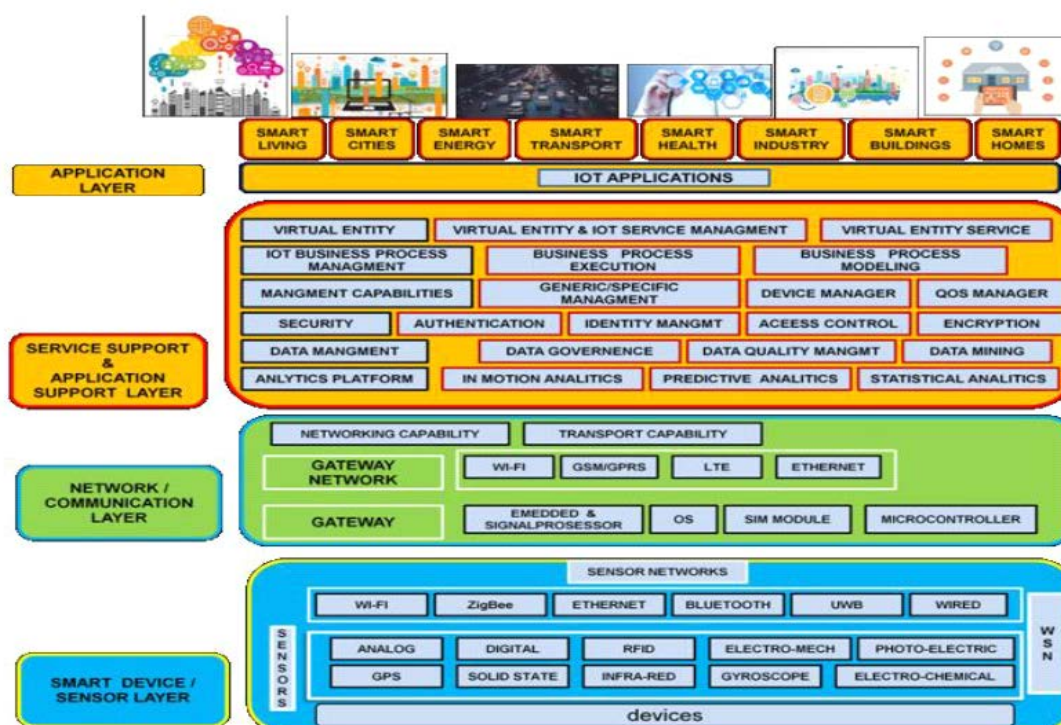 SMART LIVING
SMART CITIES
SMART ENERGY
SMART TRANSPORT
SMART HEALTH
SMART INDUSTRY
SMART BUILDINGS
SMART HOMES
APPLICATION LAYER
IOT APPLICATIONS
VIRTUAL ENTITY
VIRTUAL ENTITY & IOT SERVICE MANAGMENT
VIRTUAL ENTITY SERVICE
IOT BUSINESS PROCESS MANAGMENT
BUSINESS PROCESS EXECUTION
BUSINESS PROCESS MODELING
MANGMENT CAPABILITIES
GENERIC/SPECIFIC MANAGMENT
DEVICE MANAGER
QOS MANAGER
SERVICE SUPPORT & APPLICATION SUPPORT LAYER
SECURITY
AUTHENTICATION
IDENTITY MANGMT
ACEESS CONTROL
ENCRYPTION
DATA MANGMENT
DATA GOVERNENCE
DATA QUALITY MANGMT
DATA MINING
ANLYTICS PLATFORM
IN MOTION ANALITICS
PREDICTIVE ANALITICS
STATISTICAL ANALITICS
NETWORKING CAPABILITY
TRANSPORT CAPABILITY
NETWORK / COMMUNICATION LAYER
GATEWAY NETWORK
WI-FI
GSM/GPRS
LTE
ETHERNET
GATEWAY
EMEDDED & SIGNALPROSESSOR
OS
SIM MODULE
MICROCONTROLLER
SENSOR NETWORKS
WI-FI
ZigBee
ETHERNET
BLUETOOTH
UWB
WIRED
SENSORS
WSN
ANALOG
DIGITAL
RFID
ELECTRO-MECH
PHOTO-ELECTRIC
SMART DEVICE / SENSOR LAYER
GPS
SOLID STATE
INFRA-RED
GYROSCOPE
ELECTRO-CHEMICAL
devices